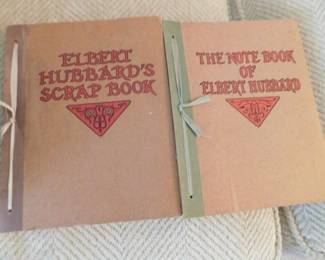 ELBERT
HUBBARD'S
SCRAP BOOK
THE NOTE BOOK
OF
ELBERT HUBBARD